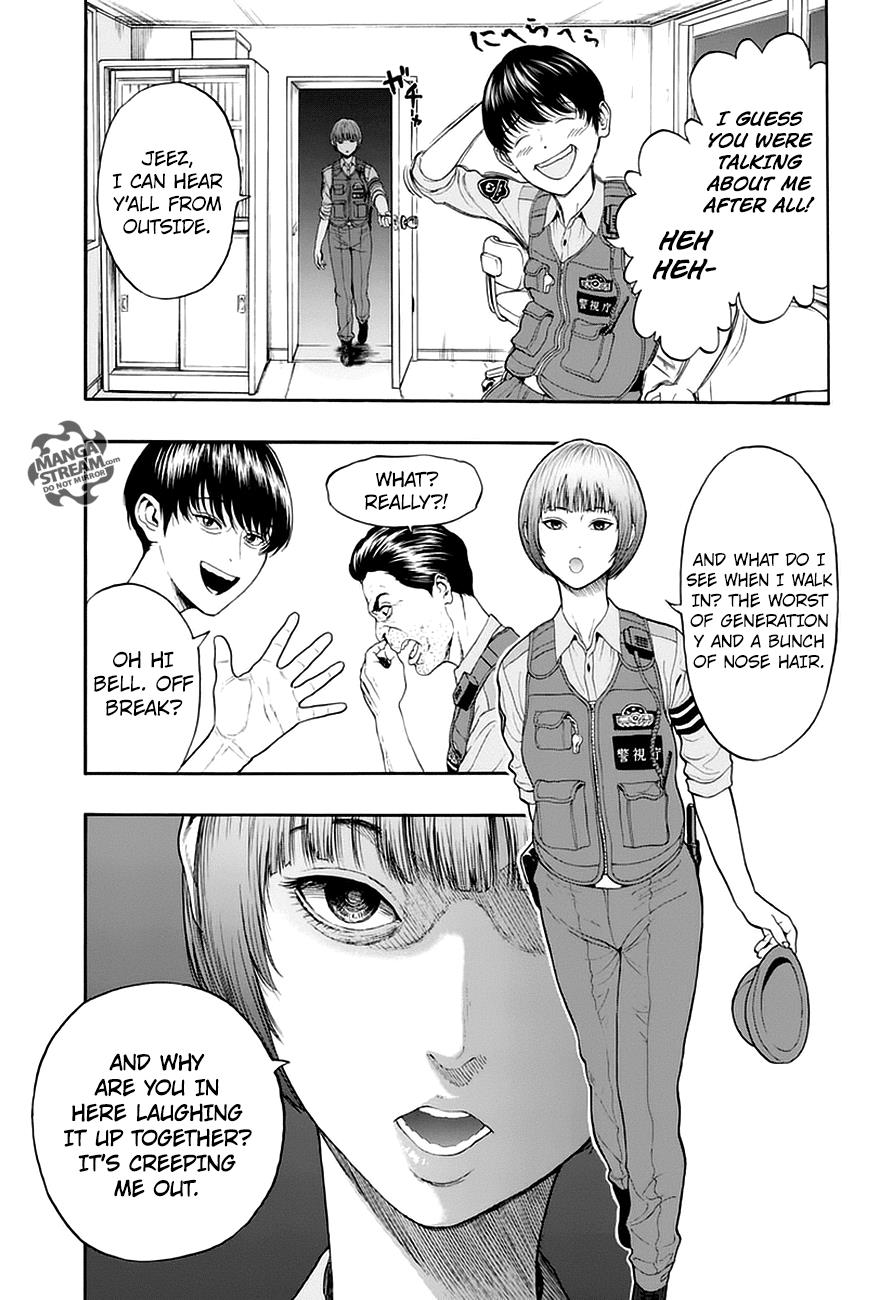 にへらへら
I GUESS
YOU WERE
TALKING
ABOUT ME
AFTER ALL!
HEH
HEH-
ガチャ
JEEZ,
I CAN HEAR
Y'ALL FROM
OUTSIDE.
警視庁
MANGA
STREAM.com
DO NOT MIRROR
WHAT?
REALLY?!
OH HI
BELL. OFF
BREAK?
AND WHAT DO I
SEE WHEN I WALK
IN? THE WORST
OF GENERATION
Y AND A BUNCH
OF NOSE HAIR.
警視庁
AND WHY
ARE YOU IN
HERE LAUGHING
IT UP TOGETHER?
IT'S CREEPING
ME OUT.